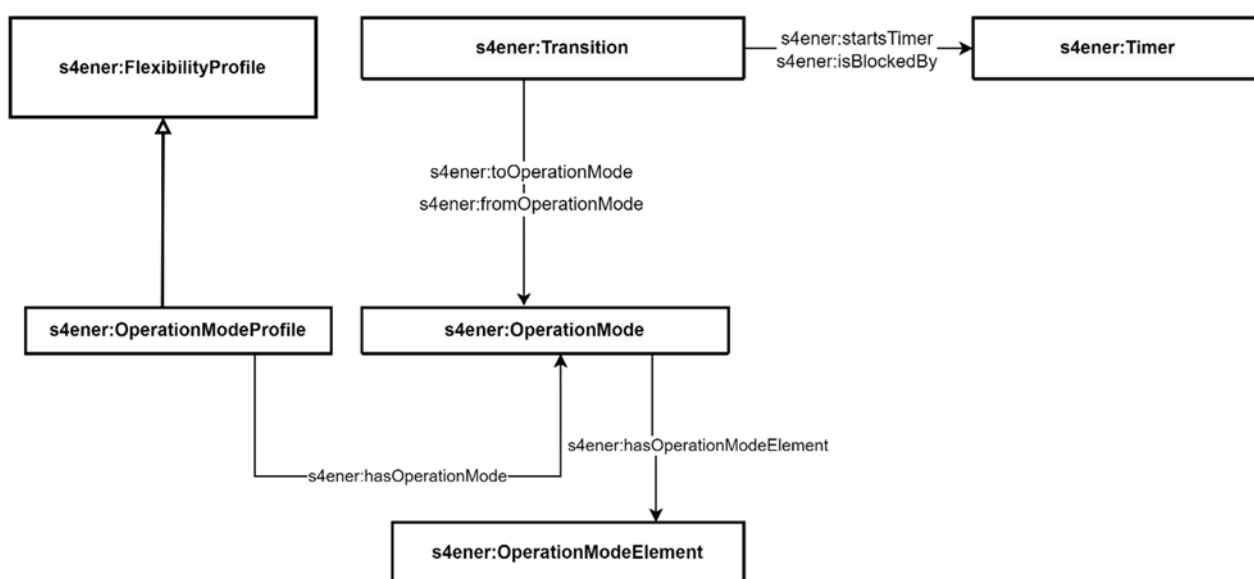 s4ener:FlexibilityProfile
s4ener:Transition
s4ener:startsTimer
s4ener:isBlockedBy
s4ener:Timer
s4ener:toOperationMode
s4ener:fromOperationMode
s4ener:OperationModeProfile
s4ener:OperationMode
s4ener:hasOperationModeElement
s4ener:hasOperationMode
s4ener:OperationModeElement